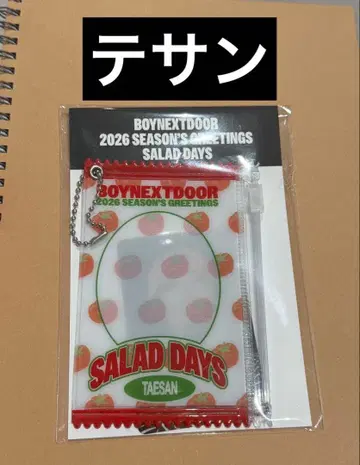 テサン
BOYNEXTDOOR
2026 SEASON'S GREETINGS
SALAD DAYS
BOYNEXTDOOR
2026 SEASON'S GREETINGS
SALAD DAYS
TAESAN